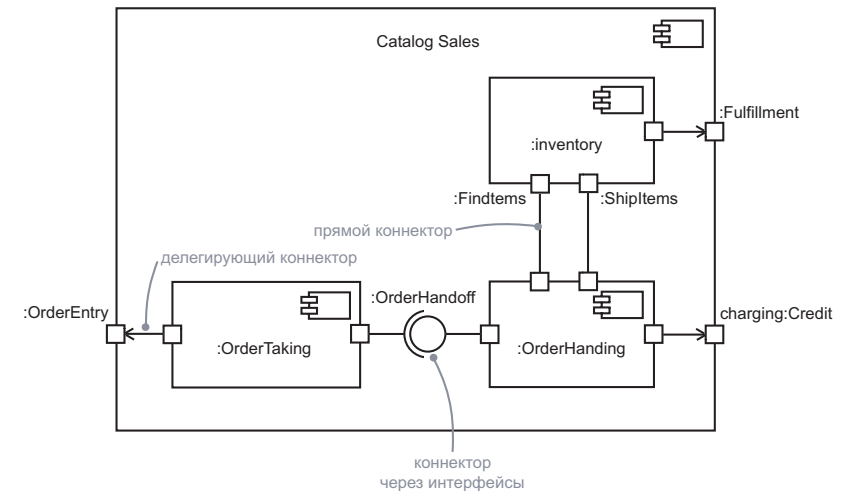 Catalog Sales
:Fulfillment
:inventory
:Findtems
:ShipItems
прямой коннектор
делегирующий коннектор
:OrderHandoff
:OrderEntry
charging:Credit
:OrderTaking
:OrderHanding
коннектор
через интерфейсы